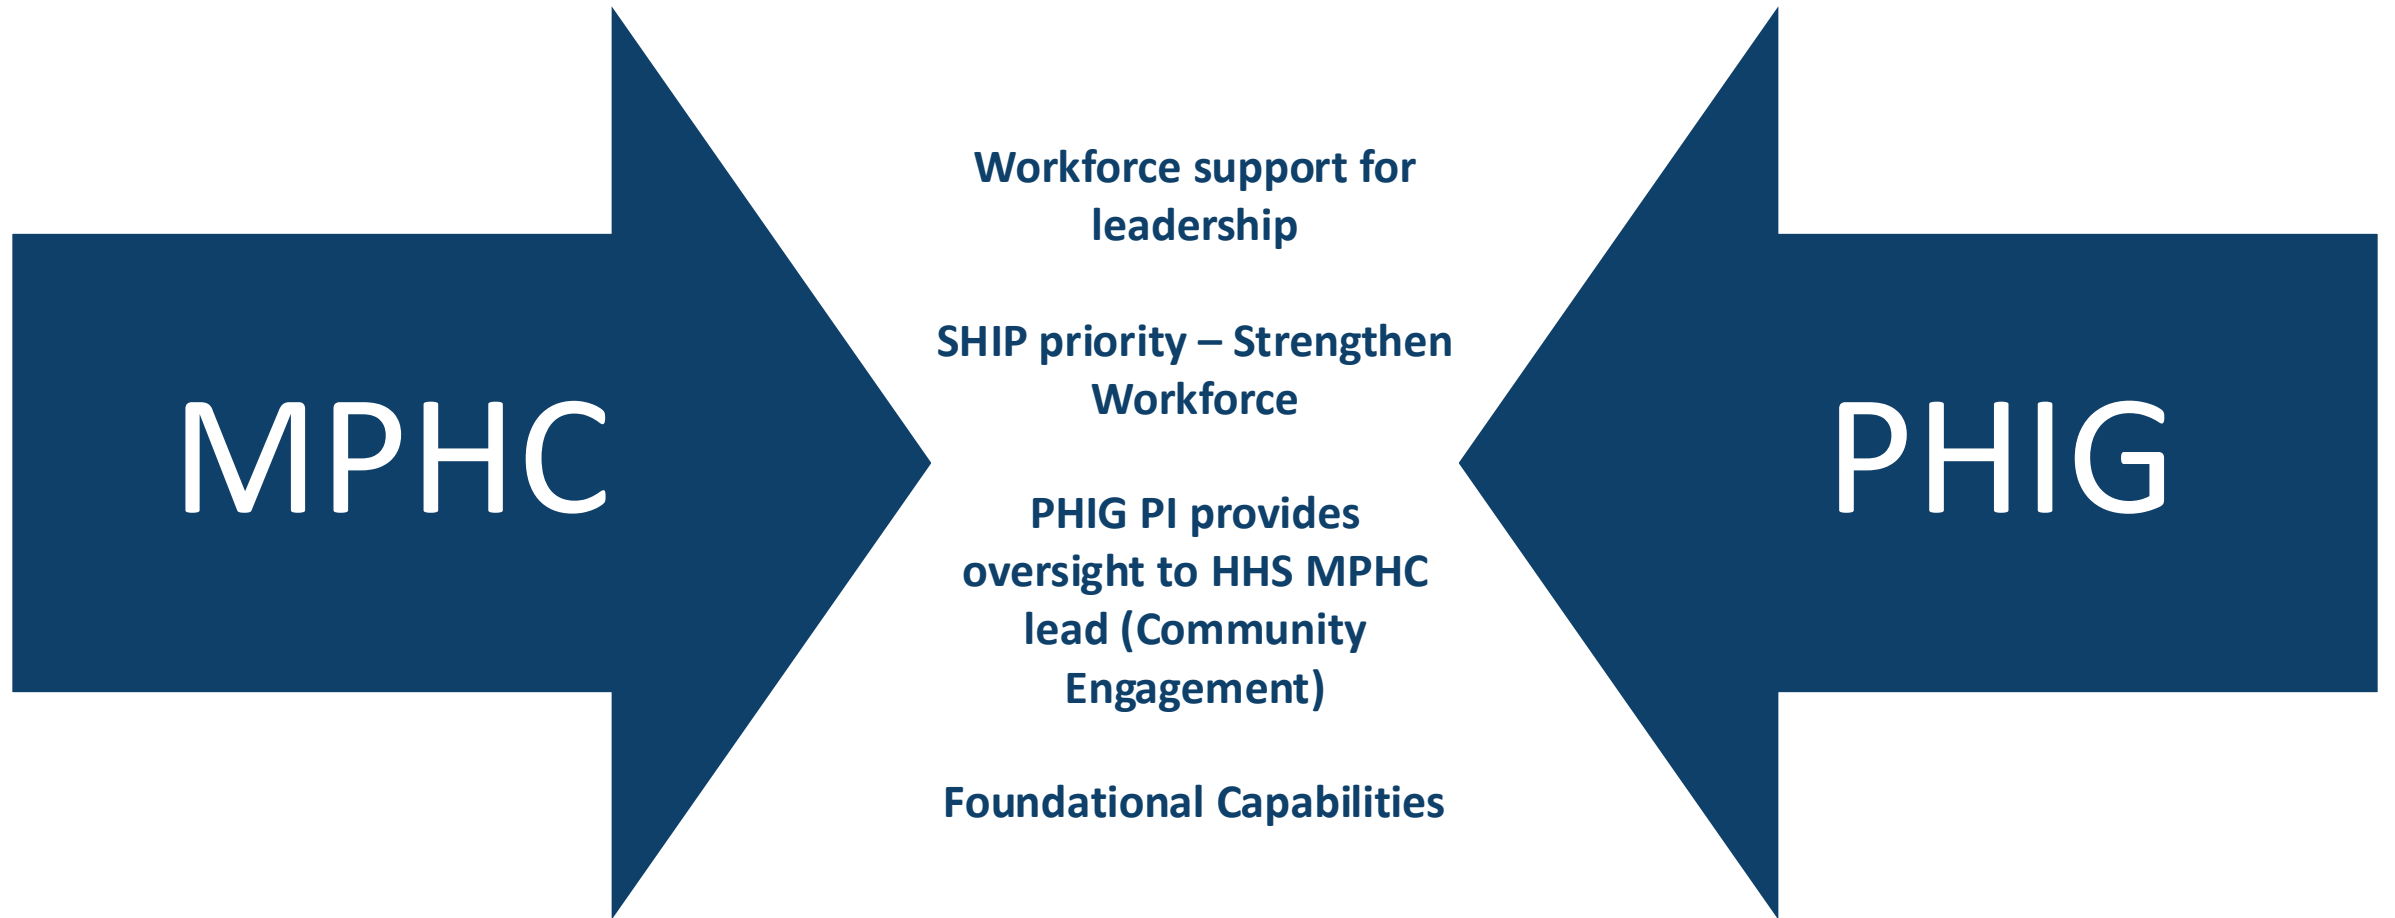 MPHC
Workforce support for
leadership
SHIP priority – Strengthen
Workforce
PHIG PI provides
oversight to HHS MPHC
lead (Community
Engagement)
Foundational Capabilities
PHIG